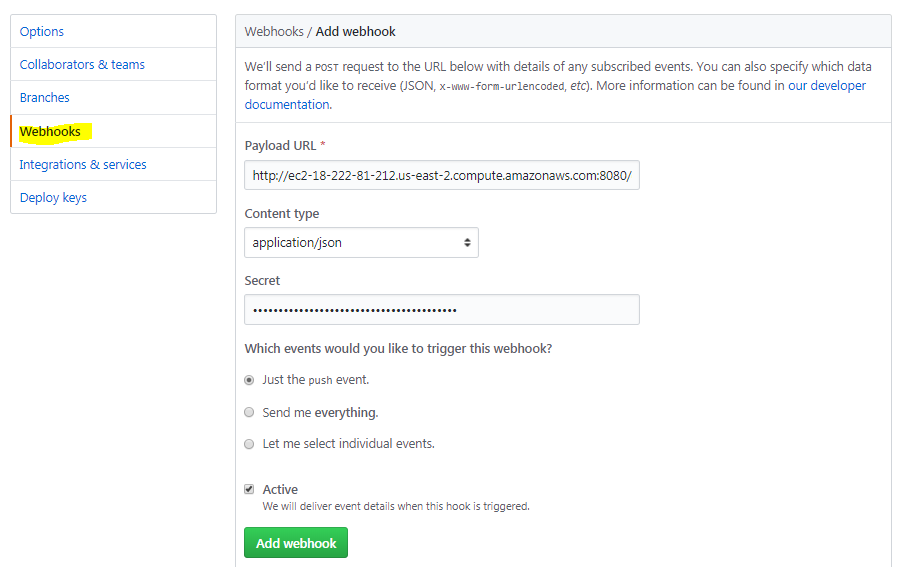 Options
Collaborators & teams
Branches
Webhooks
Integrations & services
Deploy keys
Webhooks / Add webhook
We'll send a POST request to the URL below with details of any subscribed events. You can also specify which data
format you'd like to receive (JSON, x-www-form-urlencoded, etc). More information can be found in our developer
documentation.
Payload URL *
http://ec2-18-222-81-212.us-east-2.compute.amazonaws.com:8080/
Content type
application/json
Secret
Which events would you like to trigger this webhook?
Just the push event.
Send me everything.
Let me select individual events.
Active
We will deliver event details when this hook is triggered.
Add webhook